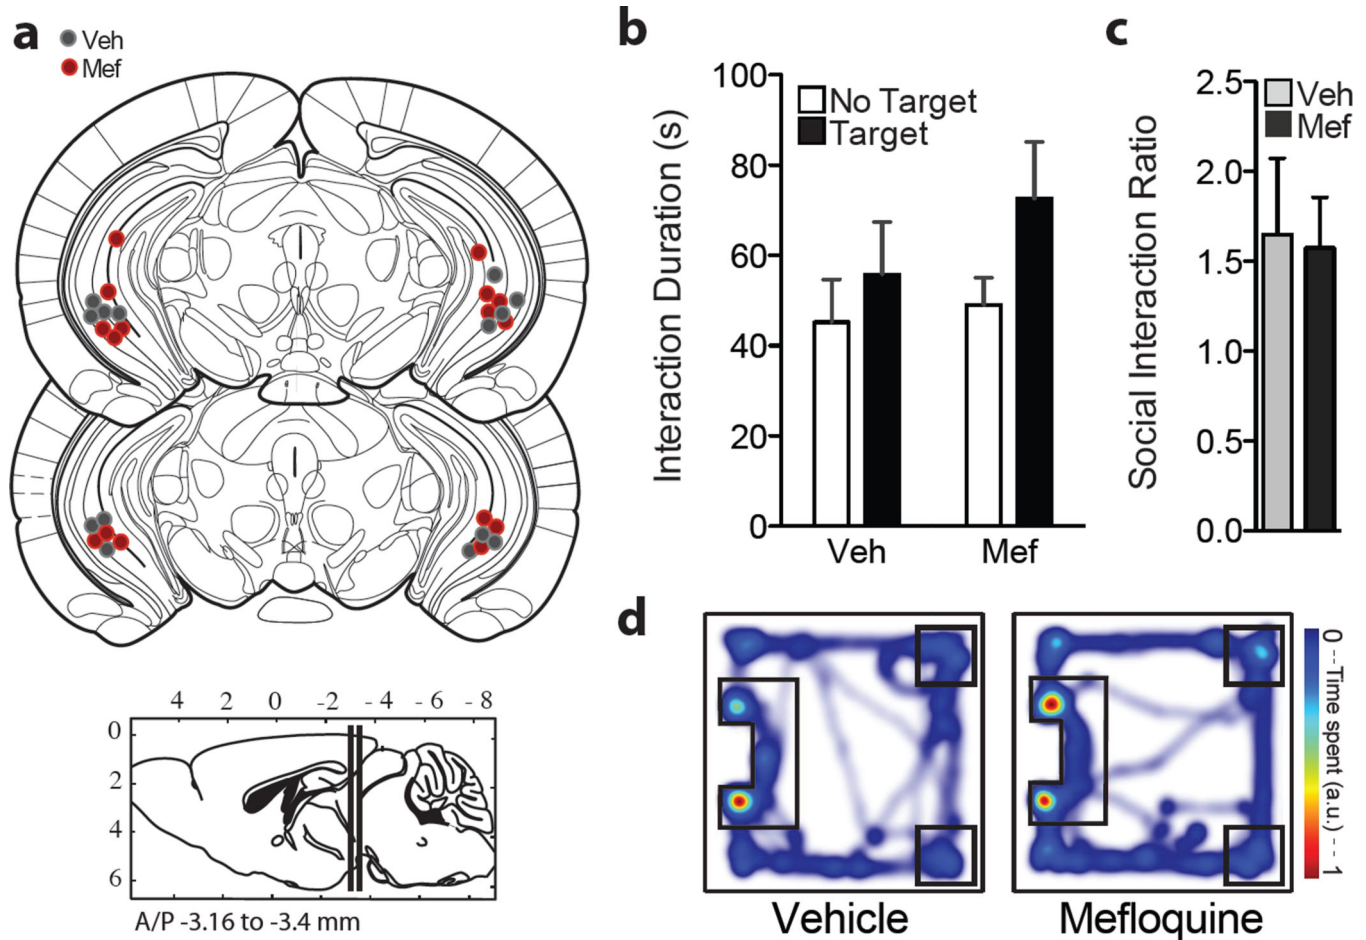 a
Veh
Mef
4 2 0 -2 - 4 - 6 - 8
0
2
4
6
A/P -3.16 to -3.4 mm
b
Interaction Duration (s)
100
80
60
40
20
0
No Target
Target
Veh Mef
c
Social Interaction Ratio
2.5
2.0
1.5
1.0
0.5
0.0
Veh
Mef
d
Vehicle
Mefloquine
0 --Time spent (a.u.) --- 1